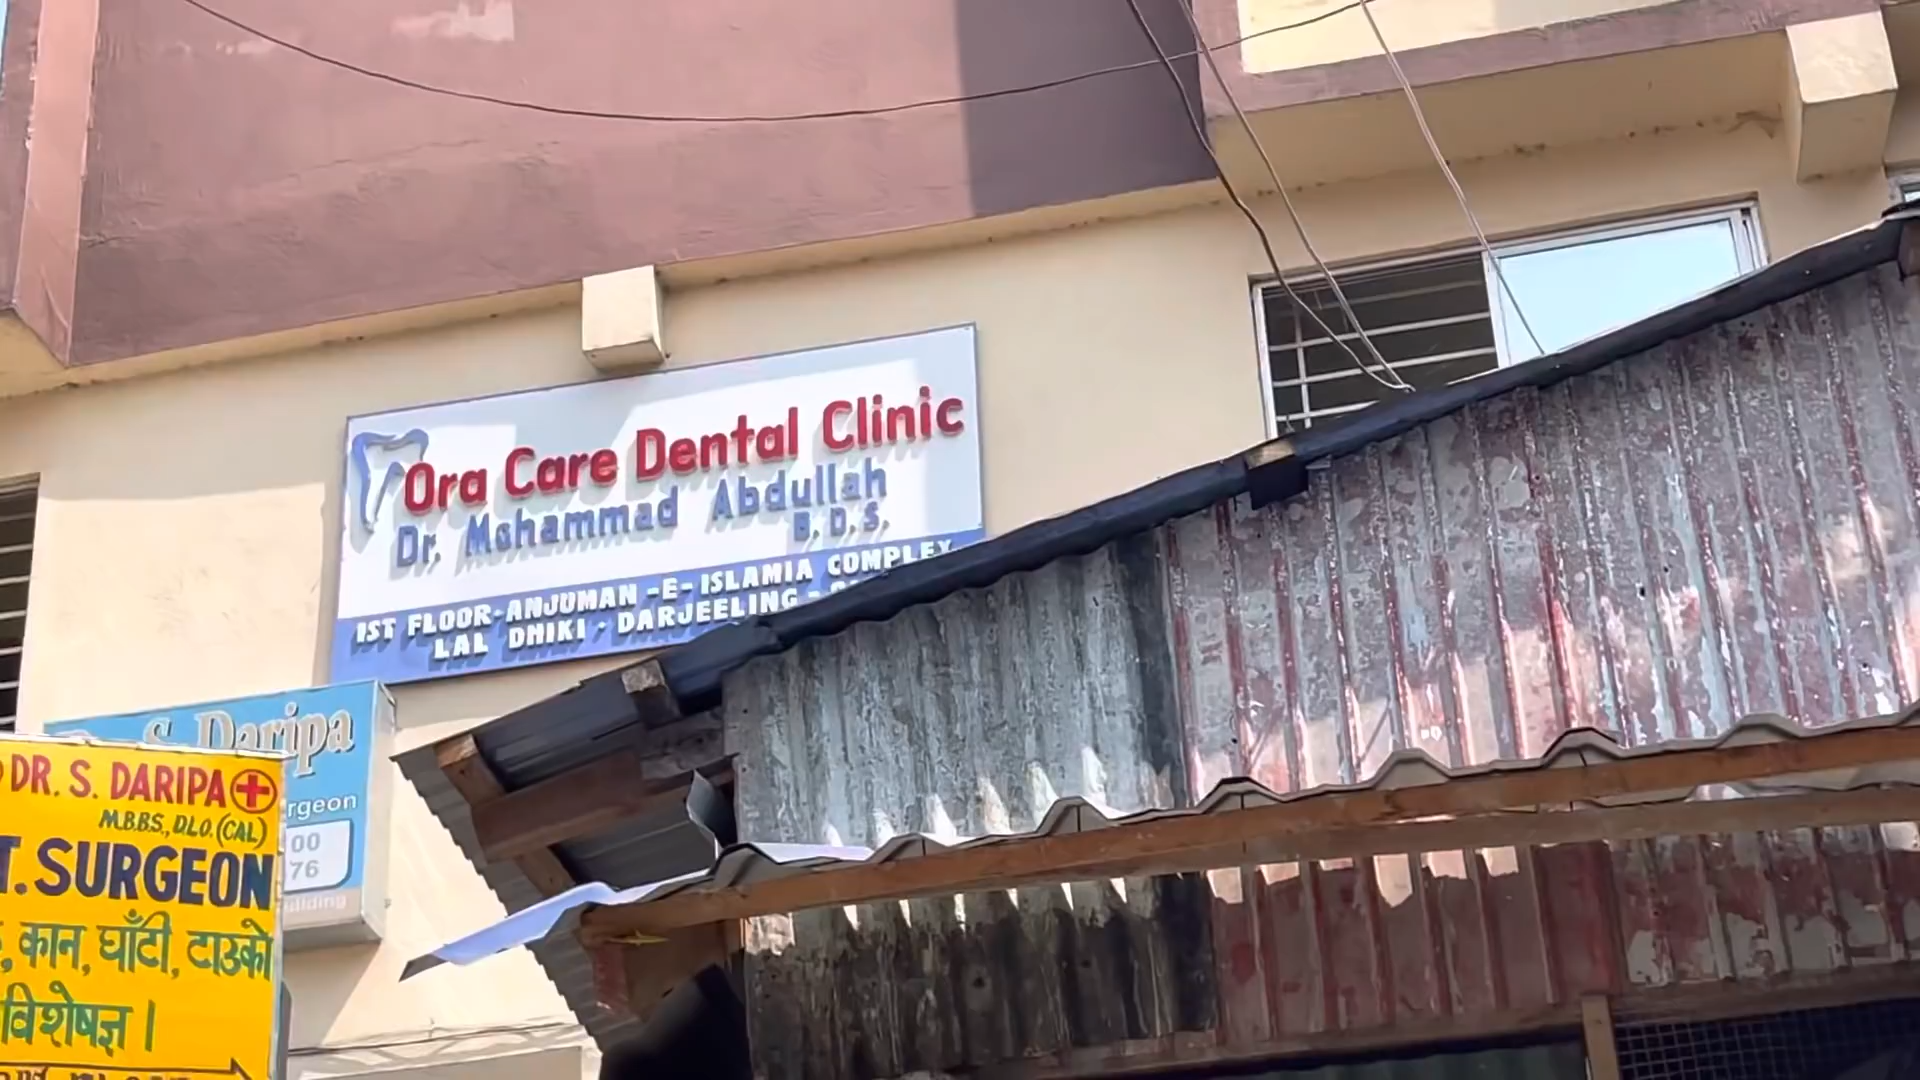 Ora Care Dental Clinic
Dr. Mohammad Abdullah
B.D.S.
IST FLOOR-ANJUMAN-E-ISLAMIA COMPLEX
LAL DHIKI · DARJEELING -
S. Daripa
rgeon
00
76
DR. S. DARIPA
M.B.B.S., D.L.O. (CAL)
T. SURGEON
, कान, घाँटी, टाउको
विशेषज्ञ ।